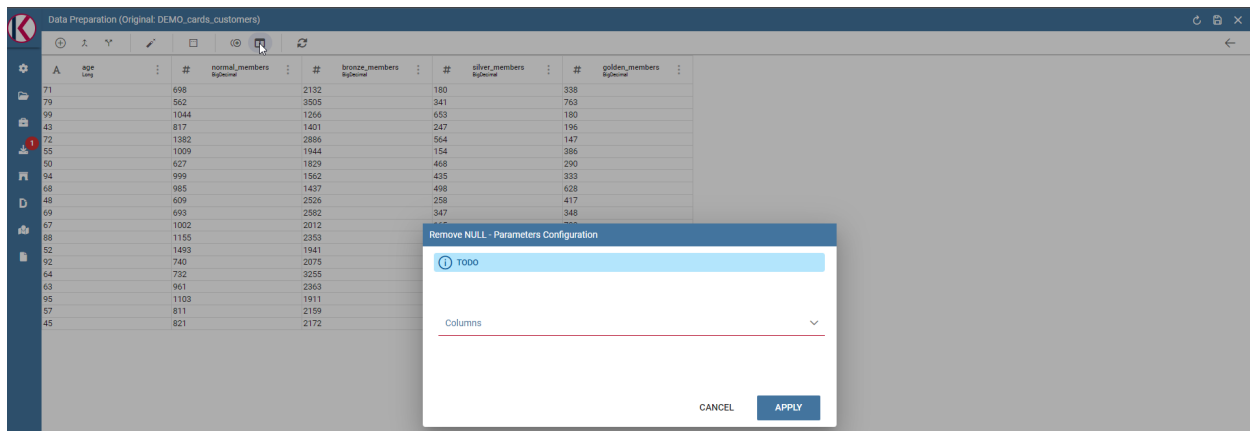 Data Preparation (Original: DEMO_cards_customers)
A age Long # normal_members BigDecimal # bronze_members BigDecimal # silver_members BigDecimal # golden_members BigDecimal
71 698 2132 180 338
79 562 3505 341 763
99 1044 1266 653 180
43 817 1401 247 196
1
72 1382 2886 564 147
55 1009 1944 154 386
50 627 1829 468 290
94 999 1562 435 333
68 985 1437 498 628
D
48 609 2526 258 417
69 693 2582 347 348
67 1002 2012
88 1155 2353
52 1493 1941
92 740 2075
64 732 3255
63 961 2363
95 1103 1911
57 811 2159
45 821 2172
Remove NULL - Parameters Configuration
TODO
Columns
CANCEL APPLY